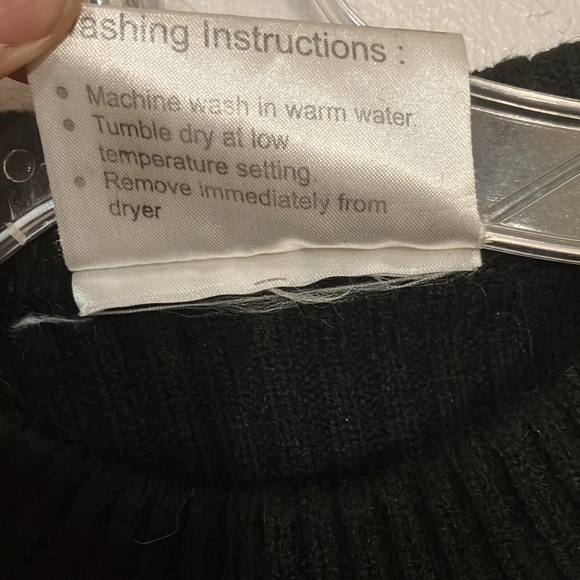 ashing Instructions :
• Machine wash in warm water.
• Tumble dry at low
temperature setting.
• Remove immediately from
dryer